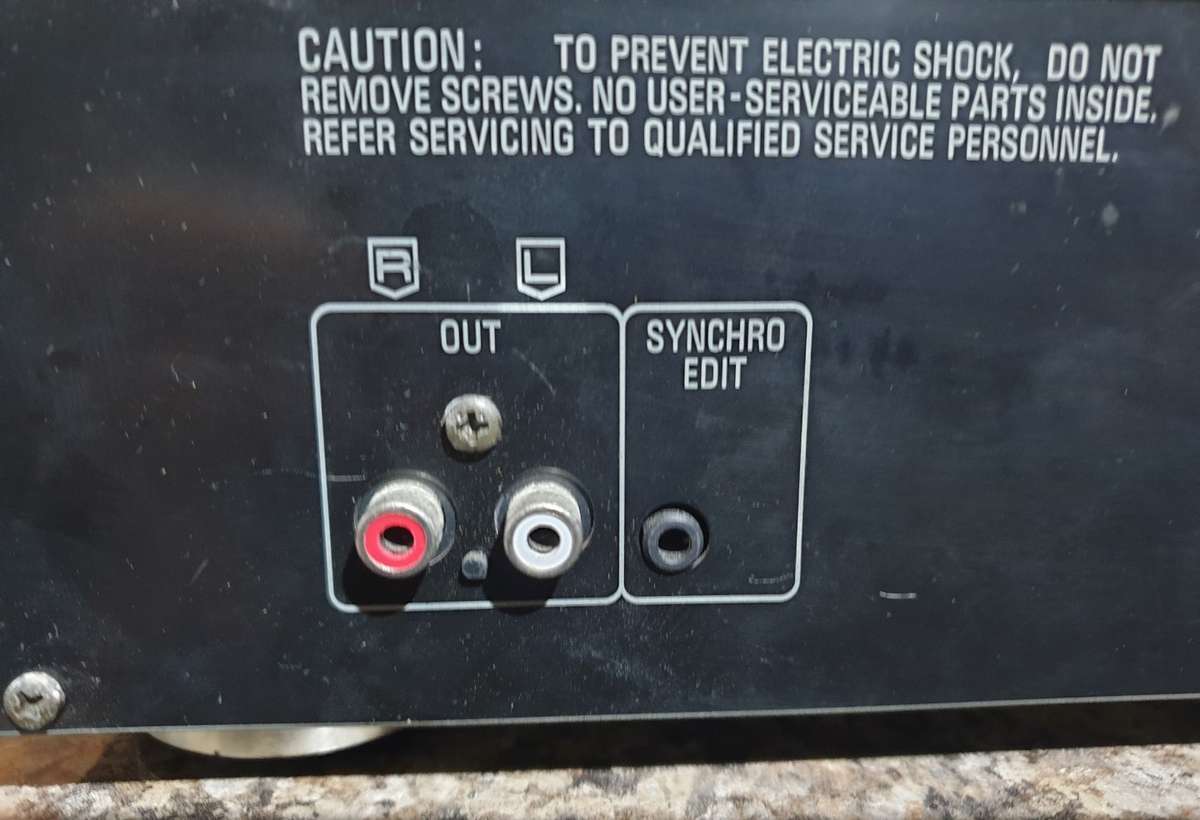 CAUTION: TO PREVENT ELECTRIC SHOCK, DO NOT
REMOVE SCREWS. NO USER-SERVICEABLE PARTS INSIDE.
REFER SERVICING TO QUALIFIED SERVICE PERSONNEL.
R L
OUT
SYNCHRO
EDIT